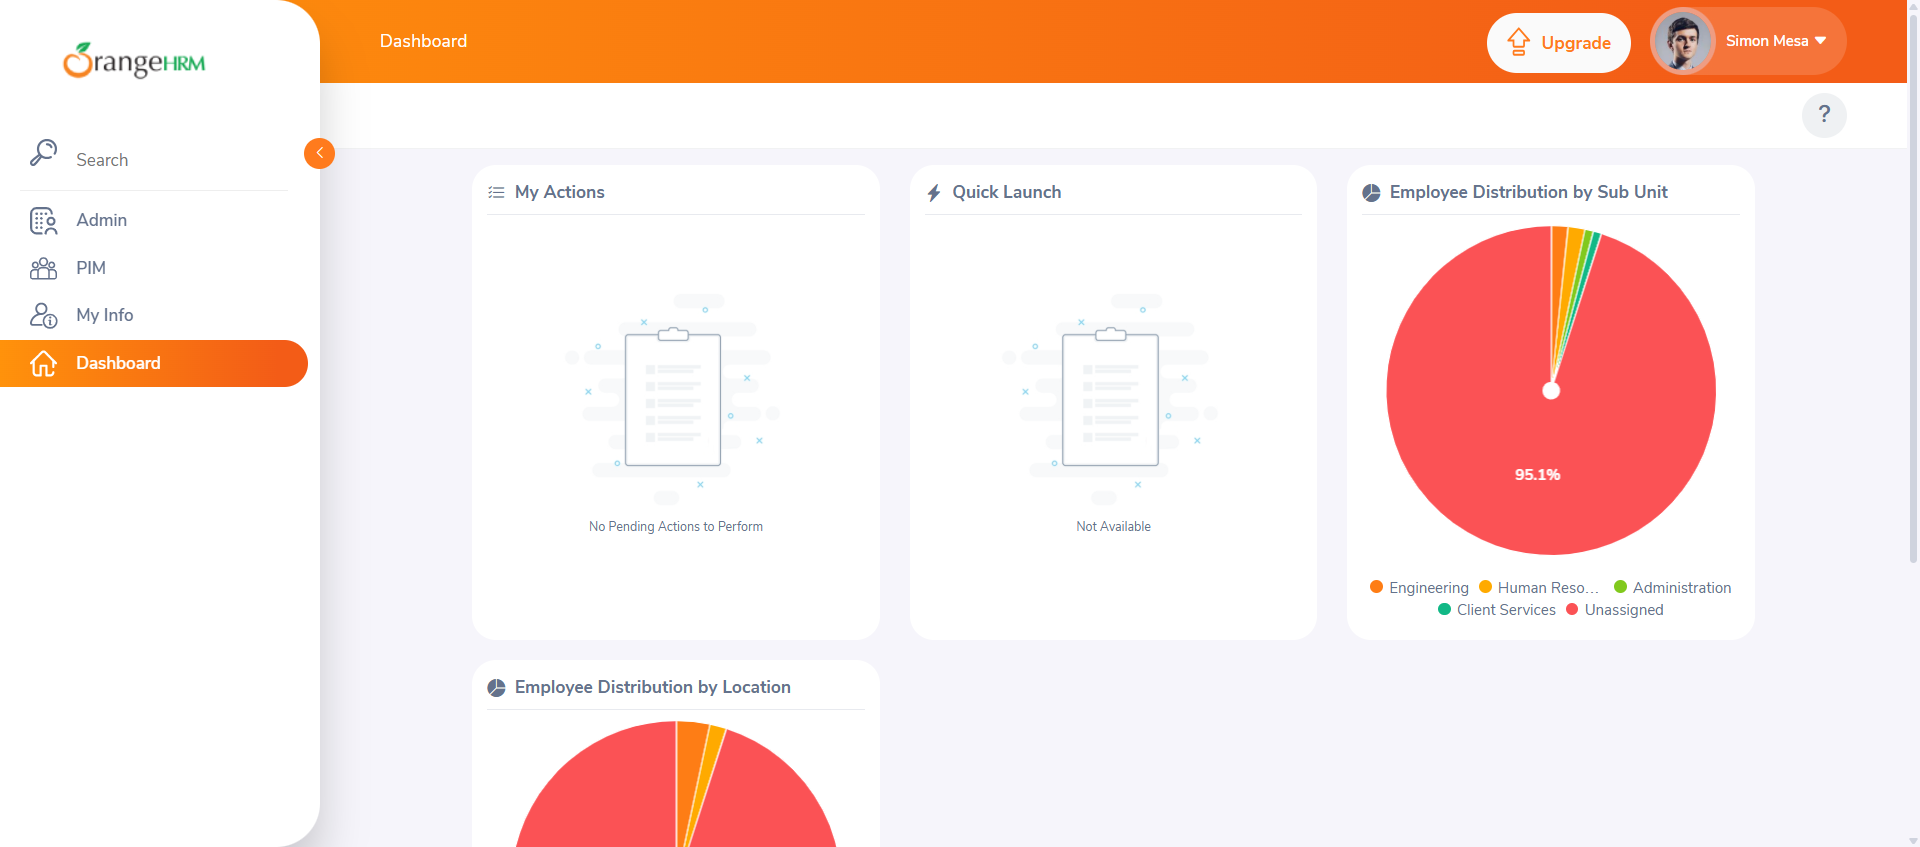 OrangeHRM
Dashboard
Upgrade
Simon Mesa
?
Search
Admin
PIM
My Info
Dashboard
My Actions
No Pending Actions to Perform
Quick Launch
Not Available
Employee Distribution by Sub Unit
95.1%
Engineering Human Reso... Administration
Client Services Unassigned
Employee Distribution by Location